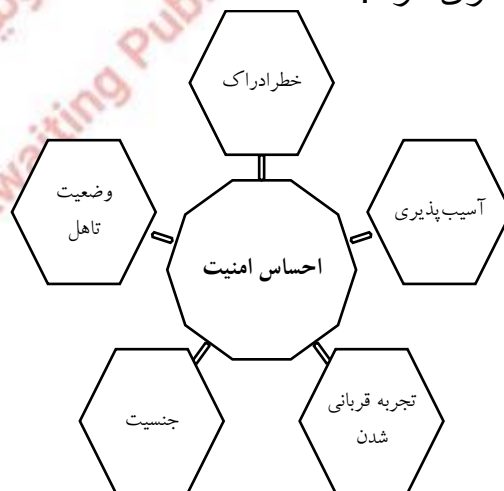 خطرادراک
آسیب‌پذیری
وضعیت
تاهل
احساس امنیت
تجربه قربانی
شدن
جنسیت